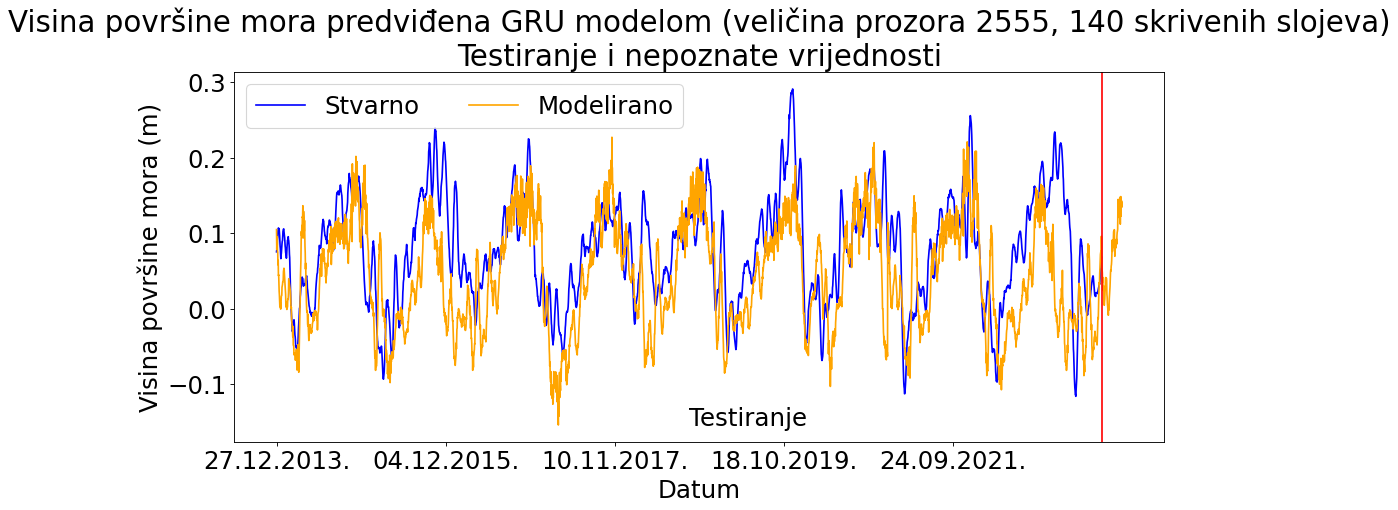 Visina površine mora predviđena GRU modelom (veličina prozora 2555, 140 skrivenih slojeva)
Testiranje i nepoznate vrijednosti
Stvarno
Modelirano
Visina površine mora (m)
0.3
0.2
0.1
0.0
−0.1
Testiranje
27.12.2013.
04.12.2015.
10.11.2017.
18.10.2019.
24.09.2021.
Datum